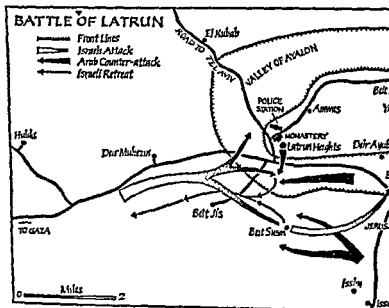 BATTLE OF LATRUN
Front Lines
Israeli Attack
Arab Counter-attack
Israeli Retreat
El Kubab
ROAD TO TEL AVIV
VALLEY OF AYALON
POLICE
STATION
Amwas
MONASTERY
Latrun Heights
Deir Ayub
Hulda
Deir Muheizin
Beit Jis
Beit Susin
TO GAZA
0 Miles 2